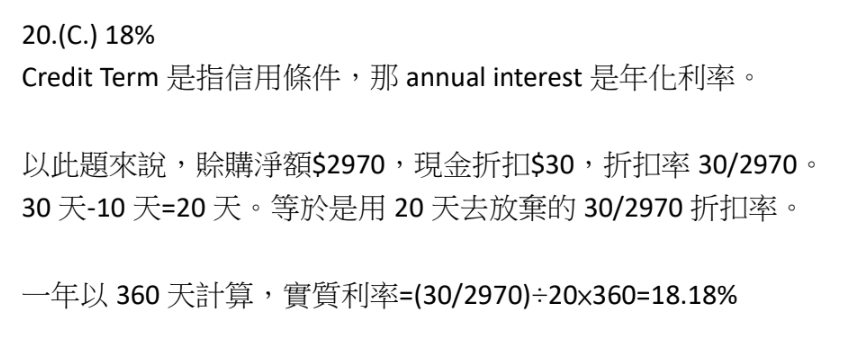 20.(C.) 18%
Credit Term 是指信用條件，那 annual interest 是年化利率。
以此題來說，賒購淨額$2970，現金折扣$30，折扣率 30/2970。
30 天-10 天=20 天。等於是用 20 天去放棄的 30/2970 折扣率。
一年以 360 天計算，實質利率=(30/2970)÷20×360=18.18%